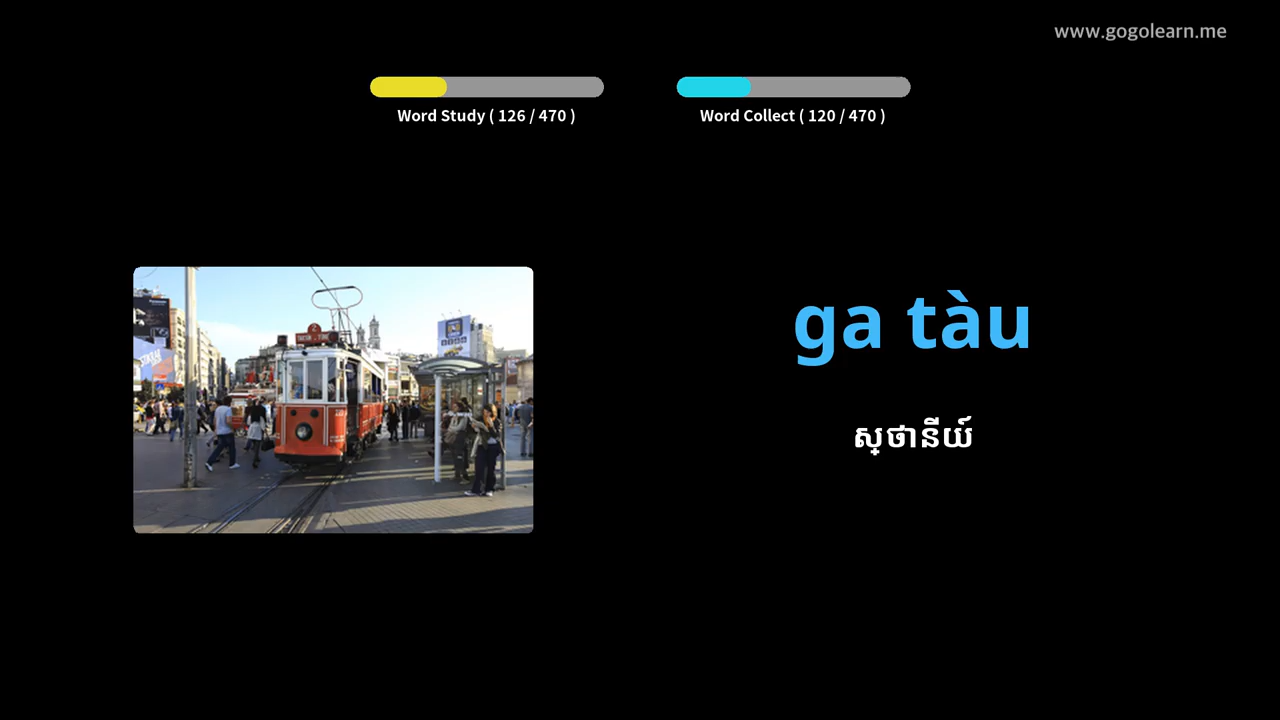 www.gogolearn.me
Word Study ( 126 / 470 )
Word Collect ( 120 / 470 )
ga tàu
ស្ថានីយ៍